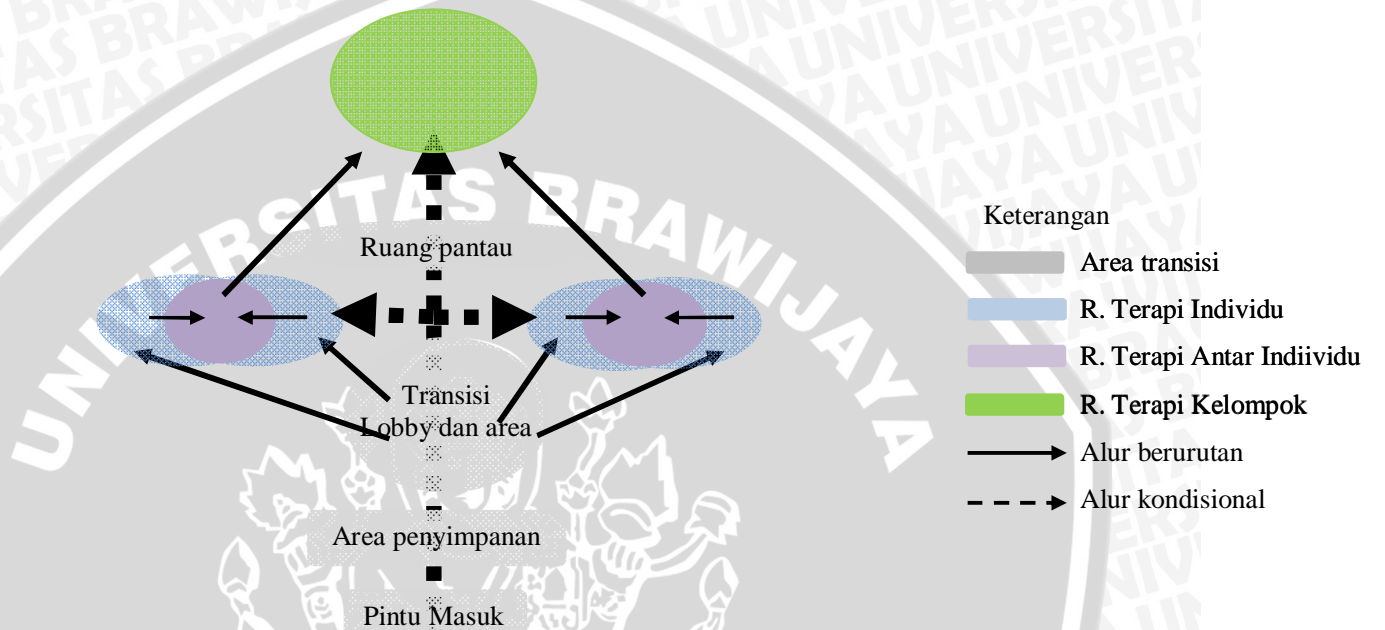 UNIVERSITAS BRAWIJAYA
Ruang pantau
Transisi
Lobby dan area
Area penyimpanan
Pintu Masuk
Keterangan
Area transisi
R. Terapi Individu
R. Terapi Antar Indiividu
R. Terapi Kelompok
Alur berurutan
Alur kondisional